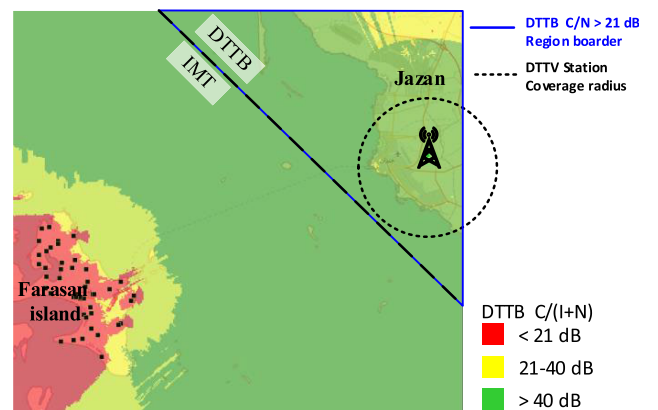 DTTB C/N > 21 dB
Region boarder
DTTV Station
Coverage radius
DTTB
IMT
Jazan
Farasan
island
DTTB C/(I+N)
< 21 dB
21-40 dB
> 40 dB